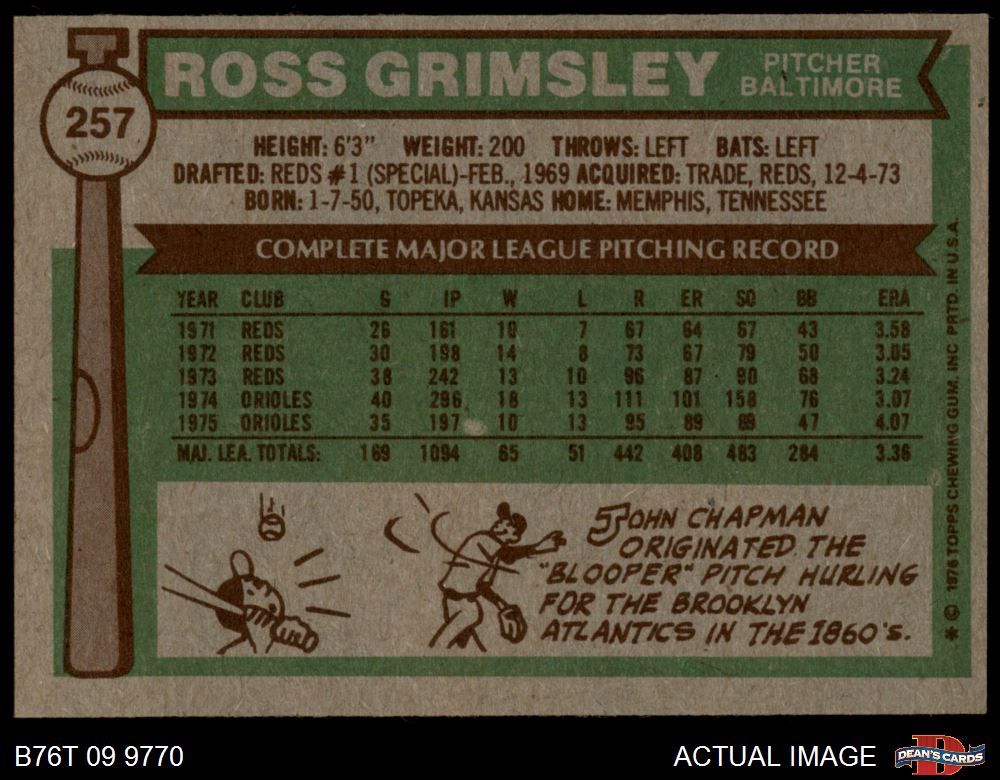 257
ROSS GRIMSLEY
PITCHER
BALTIMORE
HEIGHT: 6'3" WEIGHT: 200 THROWS: LEFT BATS: LEFT
DRAFTED: REDS #1 (SPECIAL)-FEB., 1969 ACQUIRED: TRADE, REDS, 12-4-73
BORN: 1-7-50, TOPEKA, KANSAS HOME: MEMPHIS, TENNESSEE
COMPLETE MAJOR LEAGUE PITCHING RECORD
YEAR CLUB G IP W L R ER SO BB ERA
1971 REDS 26 161 10 7 67 64 67 43 3.58
1972 REDS 30 198 14 8 73 67 79 50 3.05
1973 REDS 38 242 13 10 96 87 90 68 3.24
1974 ORIOLES 40 296 18 13 111 101 158 76 3.07
1975 ORIOLES 35 197 10 13 95 89 89 47 4.07
MAJ. LEA. TOTALS: 169 1094 65 51 442 408 483 284 3.36
JOHN CHAPMAN
ORIGINATED THE
"BLOOPER" PITCH HURLING
FOR THE BROOKLYN
ATLANTICS IN THE 1860's.
* © 1976 TOPPS CHEWING GUM, INC PRTD. IN U.S.A.
B76T 09 9770
ACTUAL IMAGE
DEAN'S CARDS